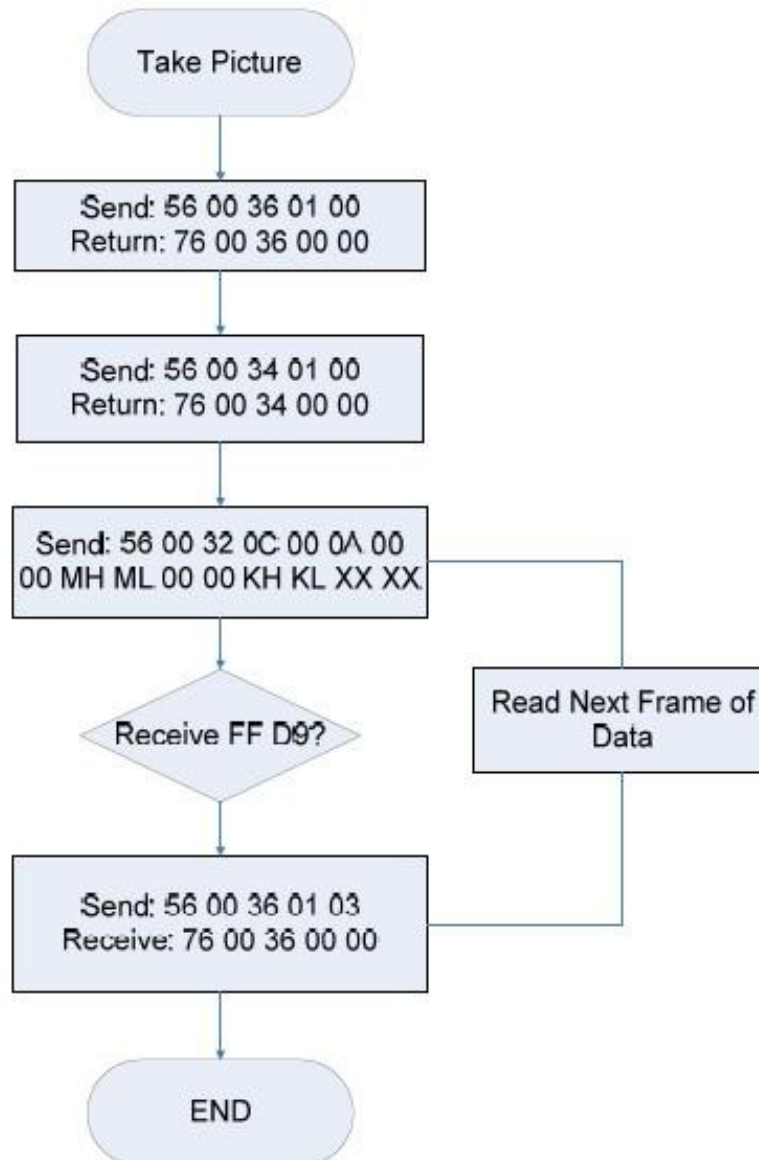 Take Picture
Send: 56 00 36 01 00
Return: 76 00 36 00 00
Send: 56 00 34 01 00
Return: 76 00 34 00 00
Send: 56 00 32 0C 00 0A 00
00 MH ML 00 00 KH KL XX XX
Receive FF D9?
Read Next Frame of
Data
Send: 56 00 36 01 03
Receive: 76 00 36 00 00
END